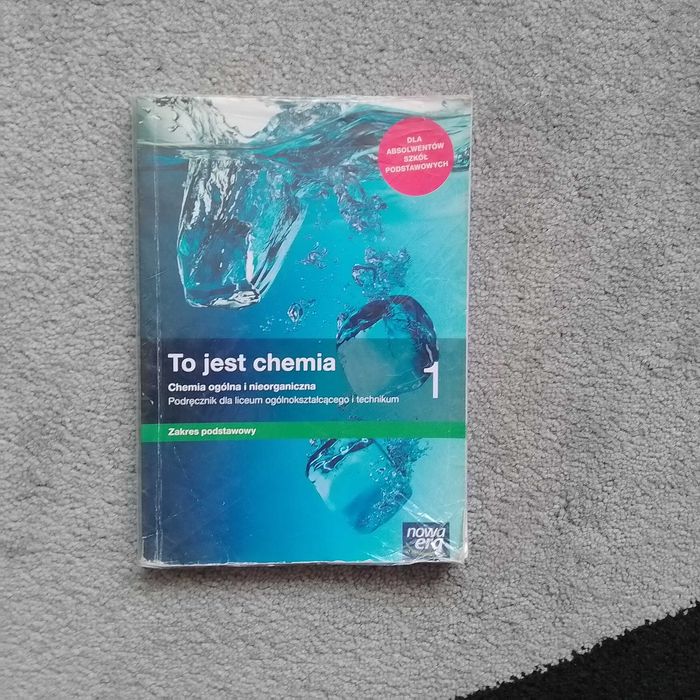 DLA
ABSOLWENTÓW
SZKÓŁ
PODSTAWOWYCH
To jest chemia
1
Chemia ogólna i nieorganiczna
Podręcznik dla liceum ogólnokształcącego i technikum
Zakres podstawowy
nowa
era